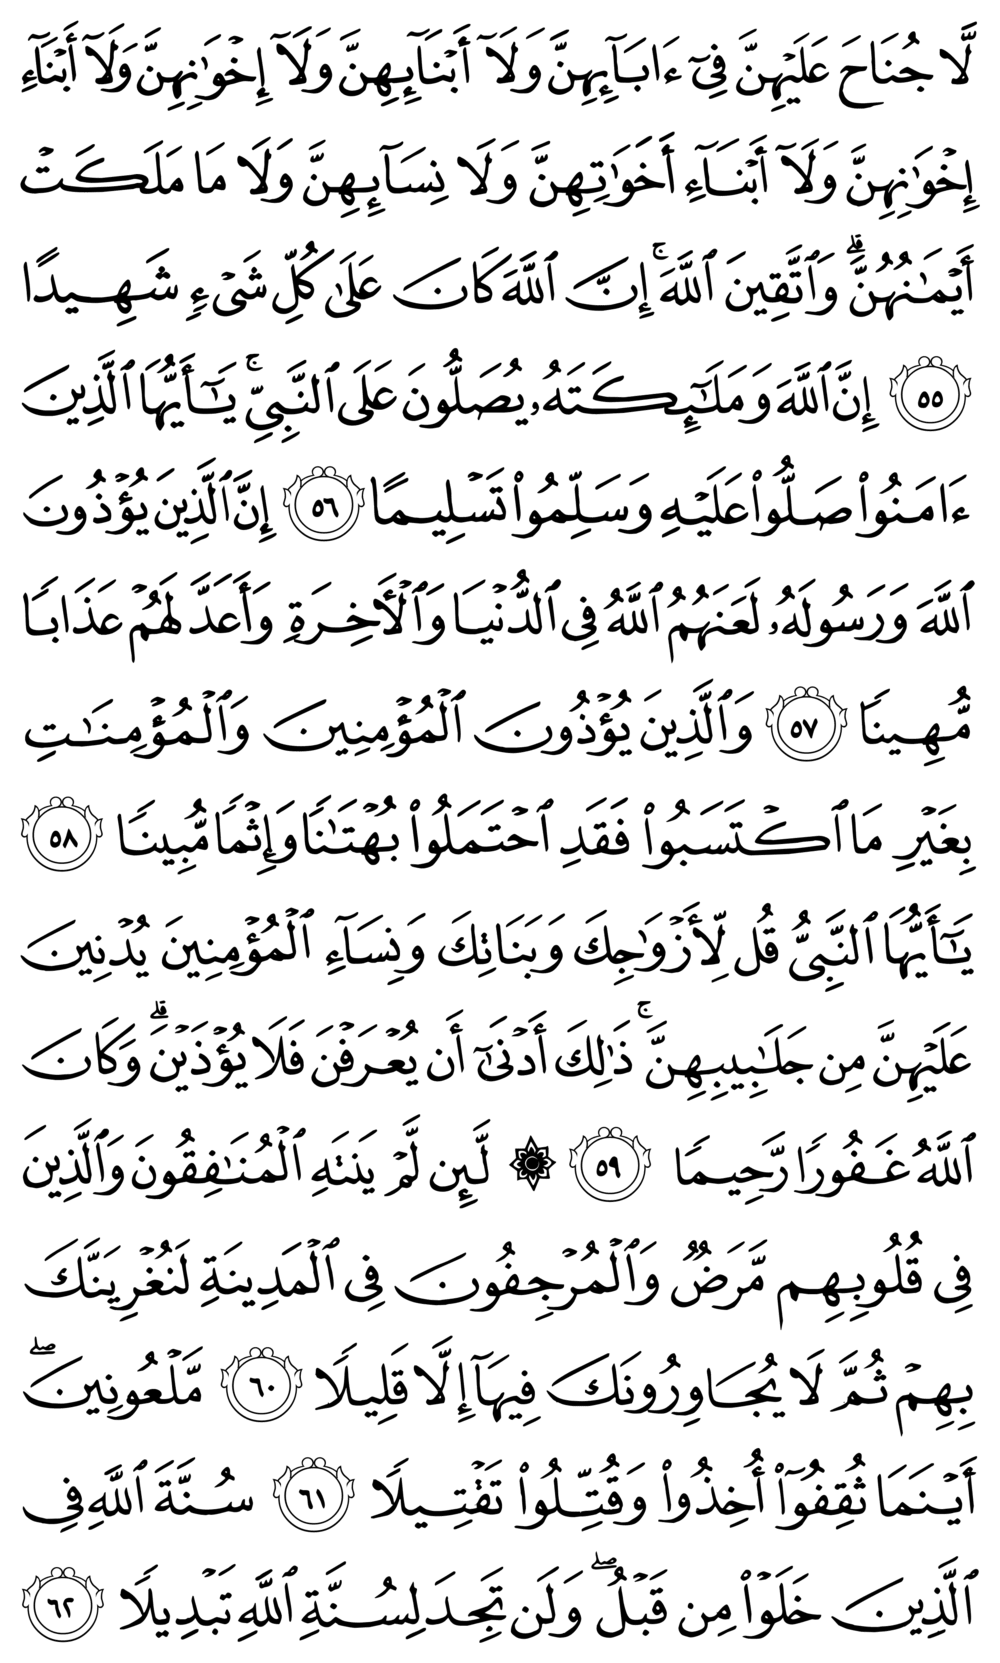 لَّا جُنَاحَ عَلَيْهِنَّ فِىٓ ءَابَآئِهِنَّ وَلَآ أَبْنَآئِهِنَّ وَلَآ إِخْوَٰنِهِنَّ وَلَآ أَبْنَآءِ
إِخْوَٰنِهِنَّ وَلَآ أَبْنَآءِ أَخَوَٰتِهِنَّ وَلَا نِسَآئِهِنَّ وَلَا مَا مَلَكَتْ
أَيْمَٰنُهُنَّ ۗ وَٱتَّقِينَ ٱللَّهَ ۚ إِنَّ ٱللَّهَ كَانَ عَلَىٰ كُلِّ شَىْءٍ شَهِيدًا
٥٥ إِنَّ ٱللَّهَ وَمَلَٰٓئِكَتَهُۥ يُصَلُّونَ عَلَى ٱلنَّبِىِّ ۚ يَٰٓأَيُّهَا ٱلَّذِينَ
ءَامَنُوا۟ صَلُّوا۟ عَلَيْهِ وَسَلِّمُوا۟ تَسْلِيمًا ٥٦ إِنَّ ٱلَّذِينَ يُؤْذُونَ
ٱللَّهَ وَرَسُولَهُۥ لَعَنَهُمُ ٱللَّهُ فِى ٱلدُّنْيَا وَٱلْأَخِرَةِ وَأَعَدَّ لَهُمْ عَذَابًا
مُّهِينًا ٥٧ وَٱلَّذِينَ يُؤْذُونَ ٱلْمُؤْمِنِينَ وَٱلْمُؤْمِنَٰتِ
بِغَيْرِ مَا ٱكْتَسَبُوا۟ فَقَدِ ٱحْتَمَلُوا۟ بُهْتَٰنًا وَإِثْمًا مُّبِينًا ٥٨
يَٰٓأَيُّهَا ٱلنَّبِىُّ قُل لِّأَزْوَٰجِكَ وَبَنَاتِكَ وَنِسَآءِ ٱلْمُؤْمِنِينَ يُدْنِينَ
عَلَيْهِنَّ مِن جَلَٰبِيبِهِنَّ ۚ ذَٰلِكَ أَدْنَىٰٓ أَن يُعْرَفْنَ فَلَا يُؤْذَيْنَ ۗ وَكَانَ
ٱللَّهُ غَفُورًا رَّحِيمًا ٥٩ ۞ لَّئِن لَّمْ يَنتَهِ ٱلْمُنَٰفِقُونَ وَٱلَّذِينَ
فِى قُلُوبِهِم مَّرَضٌ وَٱلْمُرْجِفُونَ فِى ٱلْمَدِينَةِ لَنُغْرِيَنَّكَ
بِهِمْ ثُمَّ لَا يُجَاوِرُونَكَ فِيهَآ إِلَّا قَلِيلًا ٦٠ مَّلْعُونِينَ ۖ
أَيْنَمَا ثُقِفُوٓا۟ أُخِذُوا۟ وَقُتِّلُوا۟ تَقْتِيلًا ٦١ سُنَّةَ ٱللَّهِ فِى
ٱلَّذِينَ خَلَوْا۟ مِن قَبْلُ ۖ وَلَن تَجِدَ لِسُنَّةِ ٱللَّهِ تَبْدِيلًا ٦٢